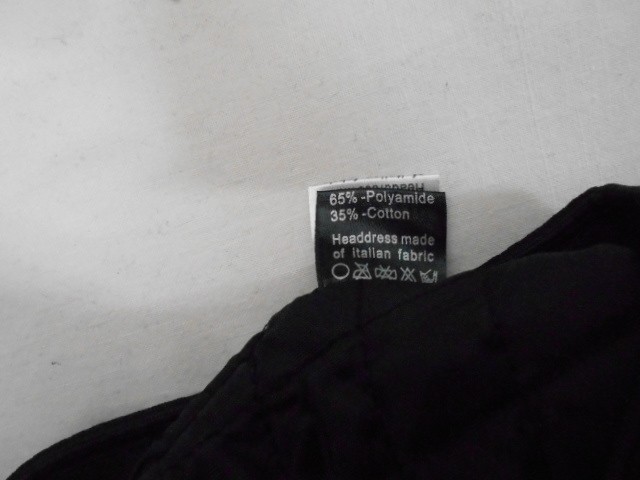 65%-Polyamide
35%-Cotton
Headdress made
of italian fabric